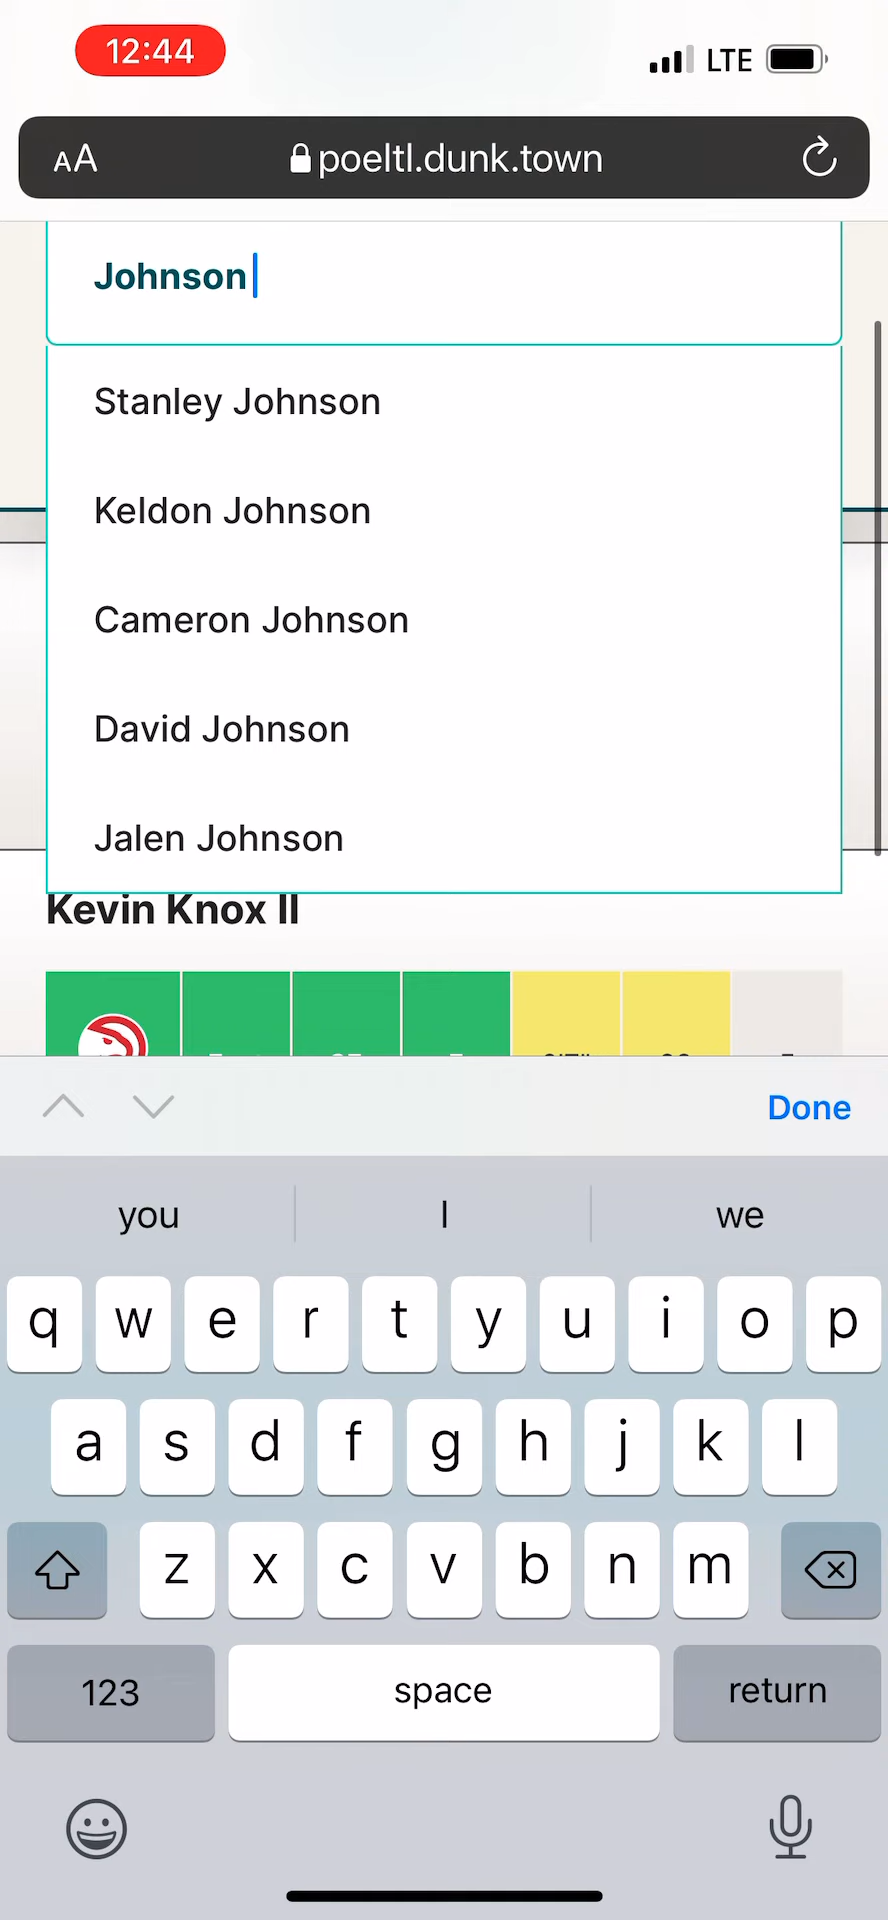 12:44
LTE
AA
poeltl.dunk.town
Johnson
Stanley Johnson
Keldon Johnson
Cameron Johnson
David Johnson
Jalen Johnson
Kevin Knox II
Done
you I we
q w e r t y u i o p
a s d f g h j k l
z x c v b n m
123 space return